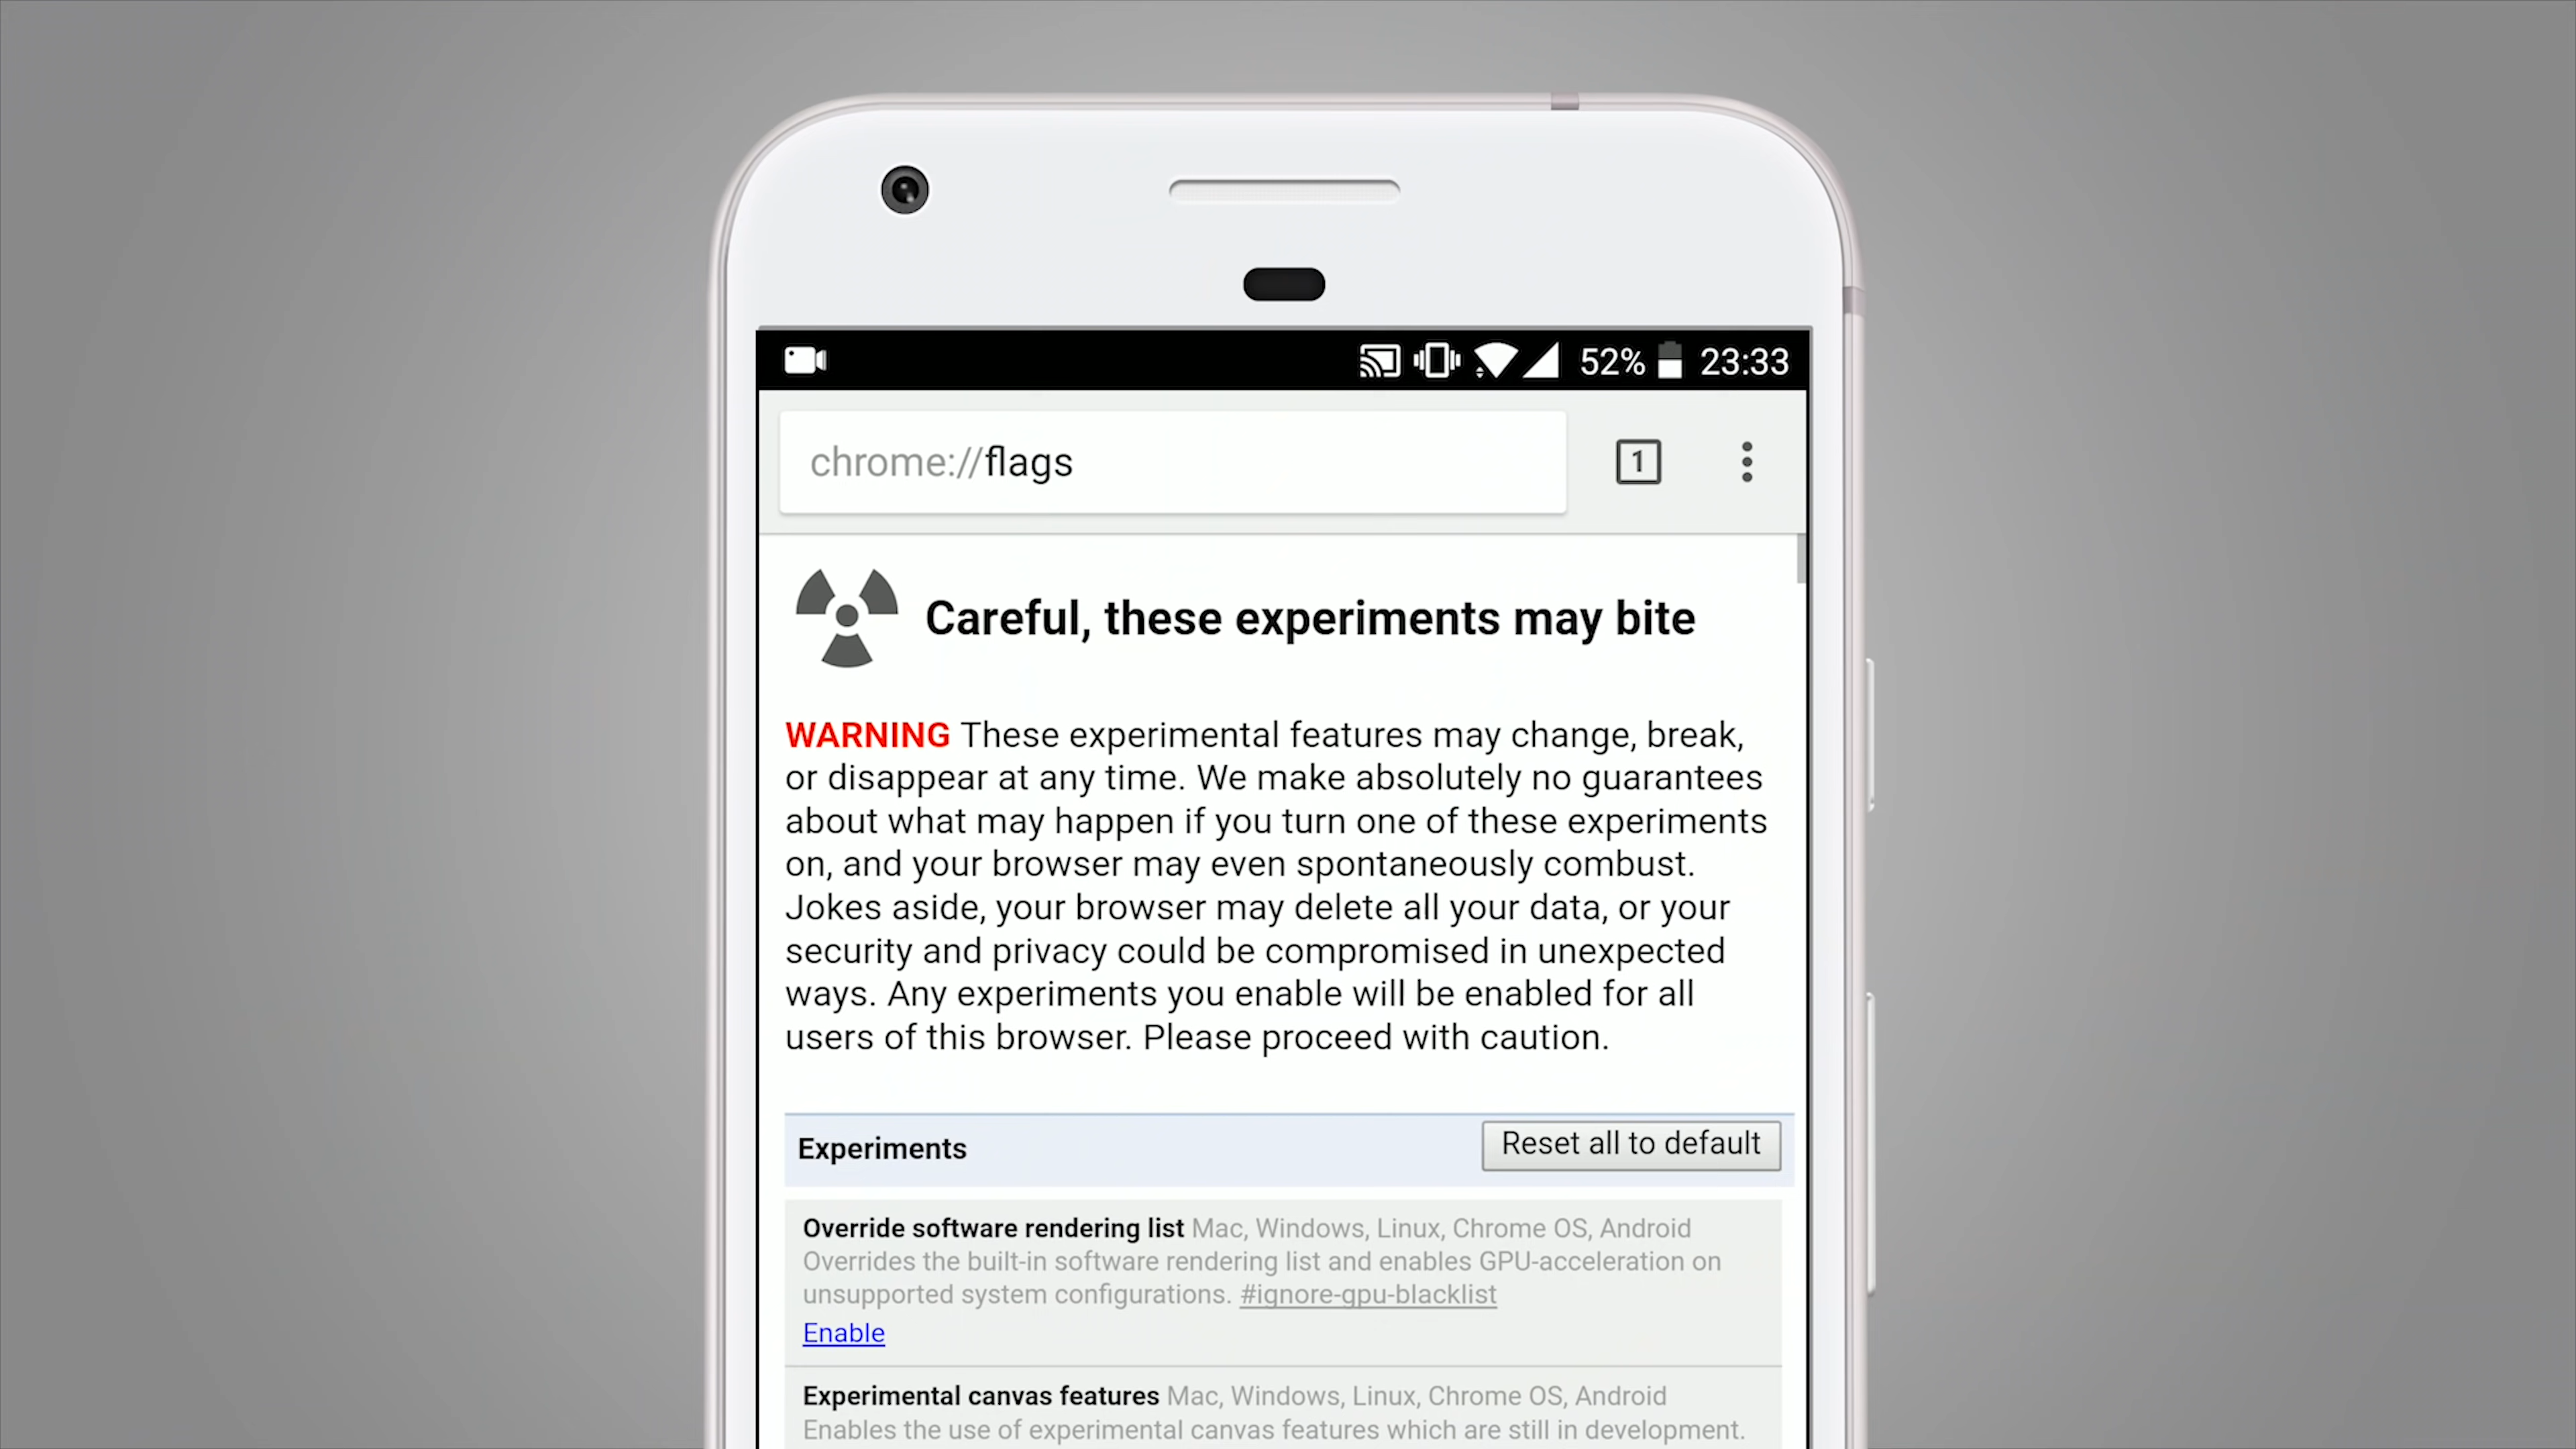 52% 23:33
chrome://flags
1
Careful, these experiments may bite
WARNING These experimental features may change, break,
or disappear at any time. We make absolutely no guarantees
about what may happen if you turn one of these experiments
on, and your browser may even spontaneously combust.
Jokes aside, your browser may delete all your data, or your
security and privacy could be compromised in unexpected
ways. Any experiments you enable will be enabled for all
users of this browser. Please proceed with caution.
Experiments Reset all to default
Override software rendering list Mac, Windows, Linux, Chrome OS, Android
Overrides the built-in software rendering list and enables GPU-acceleration on
unsupported system configurations. #ignore-gpu-blacklist
Enable
Experimental canvas features Mac, Windows, Linux, Chrome OS, Android
Enables the use of experimental canvas features which are still in development.